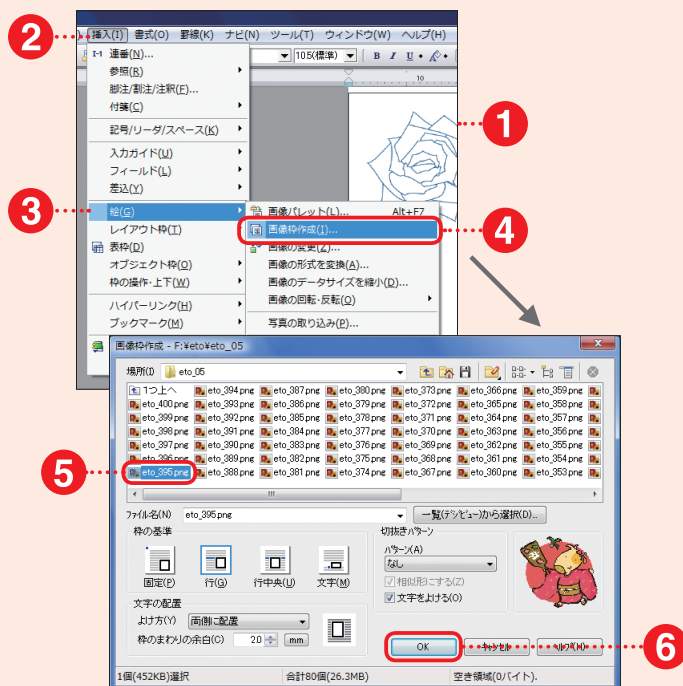 挿入(I) 書式(O) 罫線(K) ナビ(N) ツール(T) ウィンドウ(W) ヘルプ(H)
2
1-1 連番(N)...
10.5(標準) B I U
参照(R)
10
脚注/割注/注釈(F)...
付箋(C)
1
記号/リーダ/スペース(K)
入力ガイド(U)
フィールド(L)
差込(Y)
3
絵(G)
画像パレット(L)... Alt+F7
レイアウト枠(T)
画像枠作成(I)...
4
表枠(D)
画像の変更(Z)...
オブジェクト枠(O)
画像の形式を変換(A)...
枠の操作・上下(W)
画像のデータサイズを縮小(D)...
画像の回転・反転(O)
ハイパーリンク(H)
ブックマーク(M)
写真の取り込み(P)...
画像枠作成 - F:¥eto¥eto_05
場所(I) eto_05
1つ上へ eto_394.png eto_387.png eto_380.png eto_373.png eto_366.png eto_359.png
eto_400.png eto_393.png eto_386.png eto_379.png eto_372.png eto_365.png eto_358.png
eto_399.png eto_392.png eto_385.png eto_378.png eto_371.png eto_364.png eto_357.png
eto_398.png eto_391.png eto_384.png eto_377.png eto_370.png eto_363.png eto_356.png
eto_397.png eto_390.png eto_383.png eto_376.png eto_369.png eto_362.png eto_355.png
eto_396.png eto_389.png eto_382.png eto_375.png eto_368.png eto_361.png eto_354.png
5
eto_395.png eto_388.png eto_381.png eto_374.png eto_367.png eto_360.png eto_353.png
ファイル名(N) eto_395.png 一覧(デシビュー)から選択(D)...
枠の基準 切抜きパターン
パターン(A)
なし
固定(P) 行(G) 行中央(U) 文字(M)
相似形にする(Z)
文字をよける(O)
文字の配置
よけ方(Y) 両側に配置
枠のまわりの余白(C) 2.0 mm
OK キャンセル ヘルプ(H)
6
1個(452KB)選択 合計80個(26.3MB) 空き領域(0バイト).